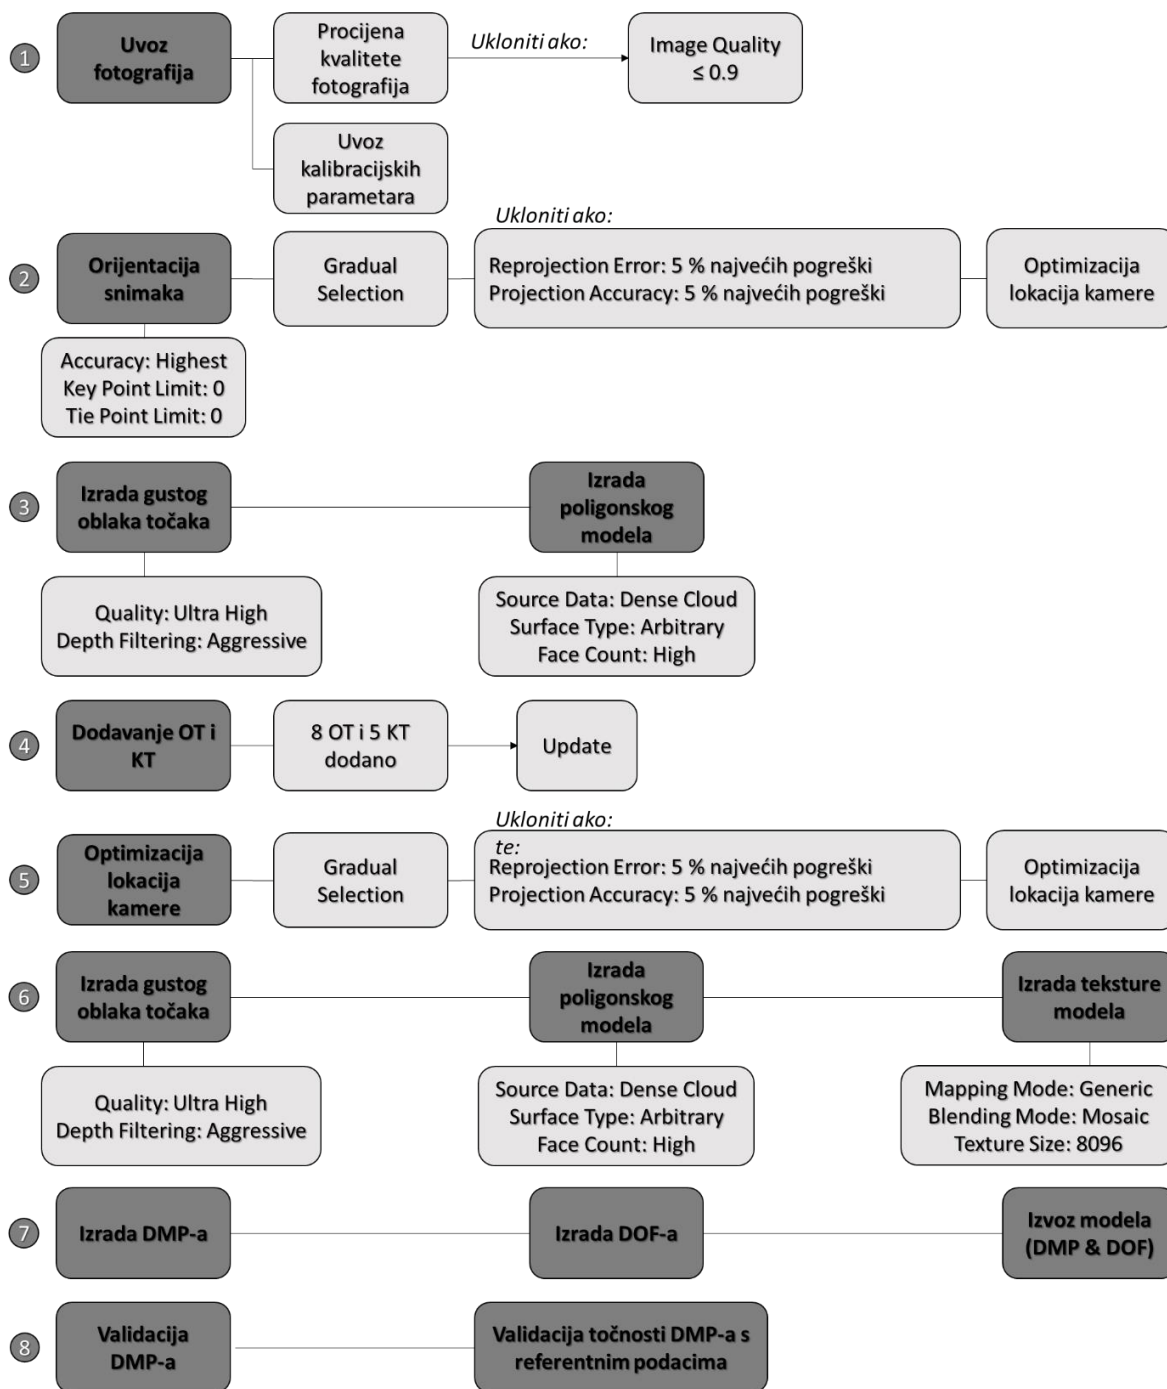 1
Uvoz
fotografija
Procijena
kvalitete
fotografija
Ukloniti ako:
Image Quality
≤ 0.9
Uvoz
kalibracijskih
parametara
2
Orijentacija
snimaka
Gradual
Selection
Ukloniti ako:
Reprojection Error: 5 % najvećih pogreški
Projection Accuracy: 5 % najvećih pogreški
Optimizacija
lokacija kamere
Accuracy: Highest
Key Point Limit: 0
Tie Point Limit: 0
3
Izrada gustog
oblaka točaka
Izrada
poligonskog
modela
Quality: Ultra High
Depth Filtering: Aggressive
Source Data: Dense Cloud
Surface Type: Arbitrary
Face Count: High
4
Dodavanje OT i
KT
8 OT i 5 KT
dodano
Update
5
Optimizacija
lokacija
kamere
Gradual
Selection
Ukloniti ako:
te:
Reprojection Error: 5 % najvećih pogreški
Projection Accuracy: 5 % najvećih pogreški
Optimizacija
lokacija kamere
6
Izrada gustog
oblaka točaka
Izrada
poligonskog
modela
Izrada teksture
modela
Quality: Ultra High
Depth Filtering: Aggressive
Source Data: Dense Cloud
Surface Type: Arbitrary
Face Count: High
Mapping Mode: Generic
Blending Mode: Mosaic
Texture Size: 8096
7
Izrada DMP-a
Izrada DOF-a
Izvoz modela
(DMP & DOF)
8
Validacija
DMP-a
Validacija točnosti DMP-a s
referentnim podacima